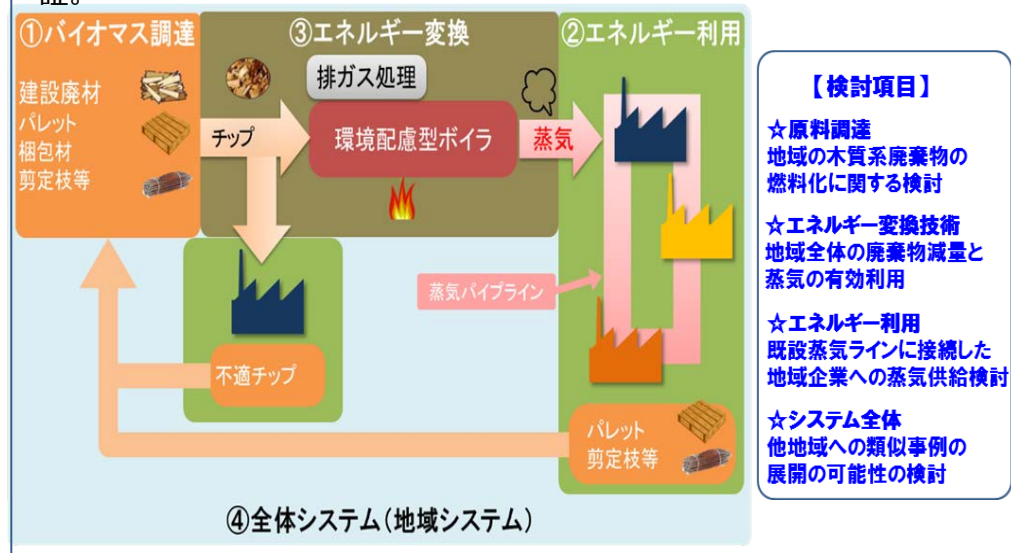 証。
①バイオマス調達
③エネルギー変換
②エネルギー利用
建設廃材
パレット
梱包材
剪定枝等
チップ
排ガス処理
環境配慮型ボイラ
蒸気
蒸気パイプライン
不適チップ
パレット
剪定枝等
④全体システム(地域システム)
【検討項目】
☆原料調達
地域の木質系廃棄物の
燃料化に関する検討
☆エネルギー変換技術
地域全体の廃棄物減量と
蒸気の有効利用
☆エネルギー利用
既設蒸気ラインに接続した
地域企業への蒸気供給検討
☆システム全体
他地域への類似事例の
展開の可能性の検討